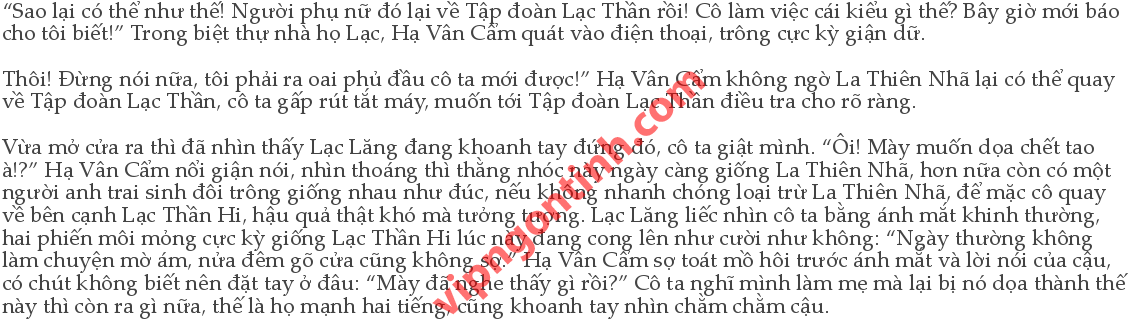 “Sao lại có thể như thế! Người phụ nữ đó lại về Tập đoàn Lạc Thần rồi! Cô làm việc cái kiểu gì thế? Bây giờ mới báo
cho tôi biết!” Trong biệt thự nhà họ Lạc, Hạ Vân Cẩm quát vào điện thoại, trông cực kỳ giận dữ.
Thôi! Đừng nói nữa, tôi phải ra oai phủ đầu cô ta mới được!” Hạ Vân Cẩm không ngờ La Thiên Nhã lại có thể quay
về Tập đoàn Lạc Thần, cô ta gấp rút tắt máy, muốn tới Tập đoàn Lạc Thần điều tra cho rõ ràng.
Vừa mở cửa ra thì đã nhìn thấy Lạc Lăng đang khoanh tay đứng đó, cô ta giật mình. “Ôi! Mày muốn dọa chết tao
à!?” Hạ Vân Cẩm nổi giận nói, nhìn thoáng thì thằng nhóc này ngày càng giống La Thiên Nhã, hơn nữa còn có một
người anh trai sinh đôi trông giống nhau như đúc, nếu không nhanh chóng loại trừ La Thiên Nhã, để mặc cô quay
về bên cạnh Lạc Thần Hi, hậu quả thật khó mà tưởng tượng. Lạc Lăng liếc nhìn cô ta bằng ánh mắt khinh thường,
hai phiến môi mỏng cực kỳ giống Lạc Thần Hi lúc này đang cong lên như cười như không: “Ngày thường không
làm chuyện mờ ám, nửa đêm gõ cửa cũng không sợ.” Hạ Vân Cẩm sợ toát mồ hôi trước ánh mắt và lời nói của cậu,
có chút không biết nên đặt tay ở đâu: “Mày đã nghe thấy gì rồi?” Cô ta nghĩ mình làm mẹ mà lại bị nó dọa thành thế
này thì còn ra gì nữa, thế là họ mạnh hai tiếng, cũng khoanh tay nhìn chằm chằm cậu.
vipngontinh.com